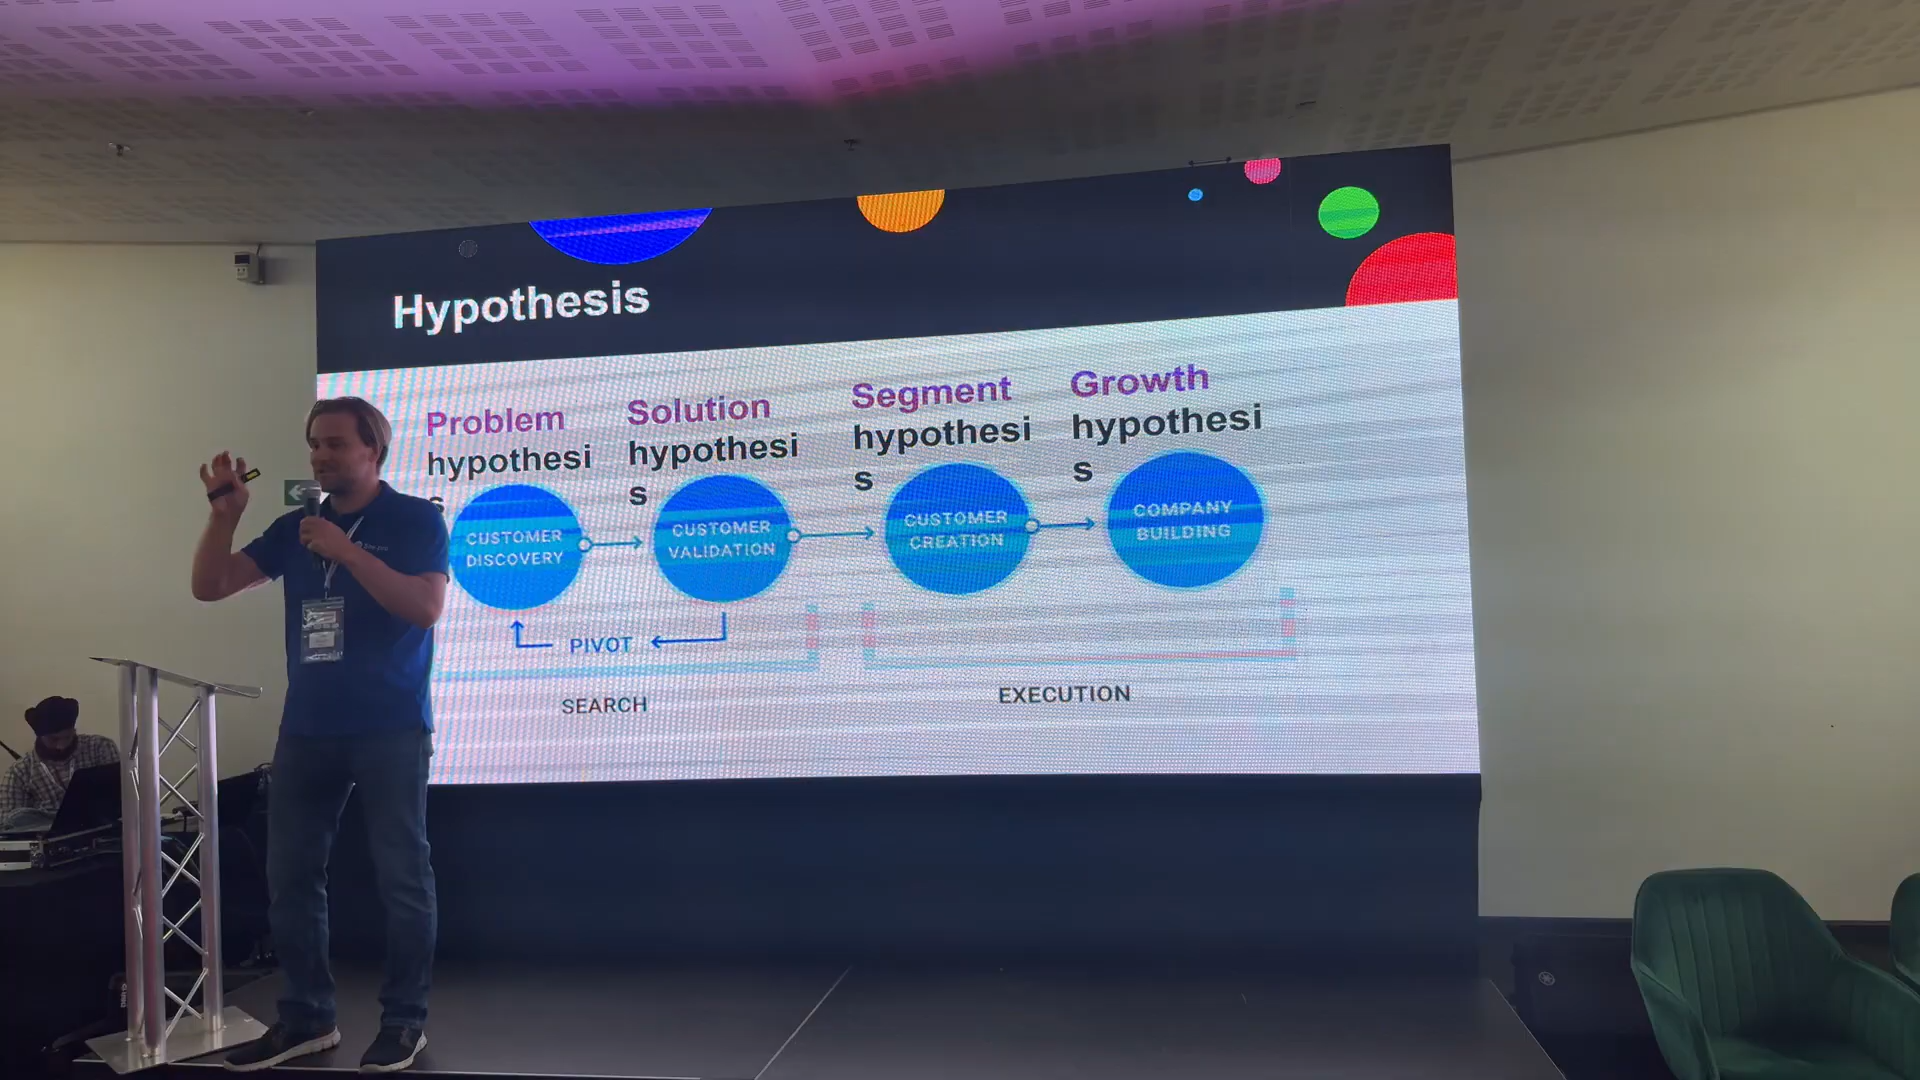 Hypothesis
Problem
hypothesi
s
Solution
hypothesi
s
Segment
hypothesi
s
Growth
hypothesi
s
CUSTOMER
DISCOVERY
CUSTOMER
VALIDATION
CUSTOMER
CREATION
COMPANY
BUILDING
PIVOT
SEARCH
EXECUTION